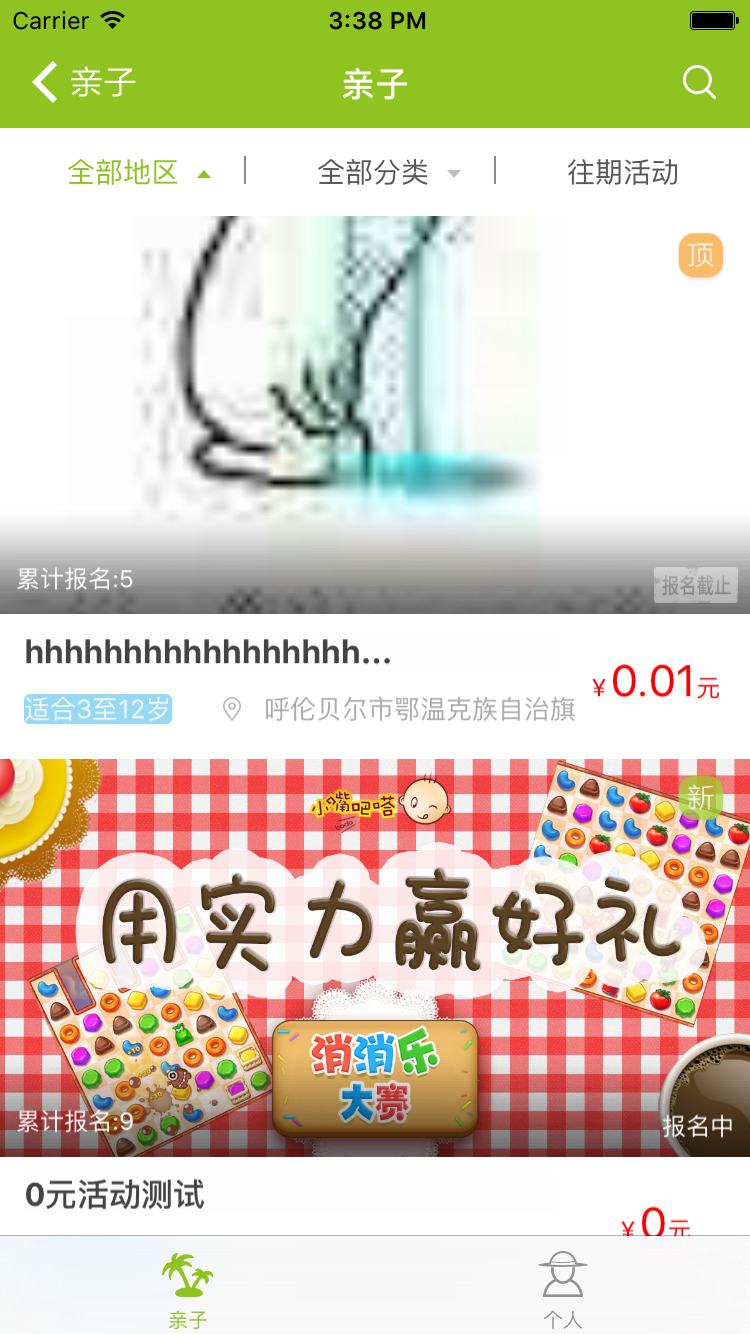 Carrier 3:38 PM
亲子 亲子
全部地区 全部分类 往期活动
顶
累计报名:5 报名截止
hhhhhhhhhhhhhhhhhh...
¥0.01元
适合3至12岁 呼伦贝尔市鄂温克族自治旗
小嘴吧嗒
bada
新
用实力赢好礼
消消乐
大赛
累计报名:9 报名中
0元活动测试
¥0元
亲子 个人